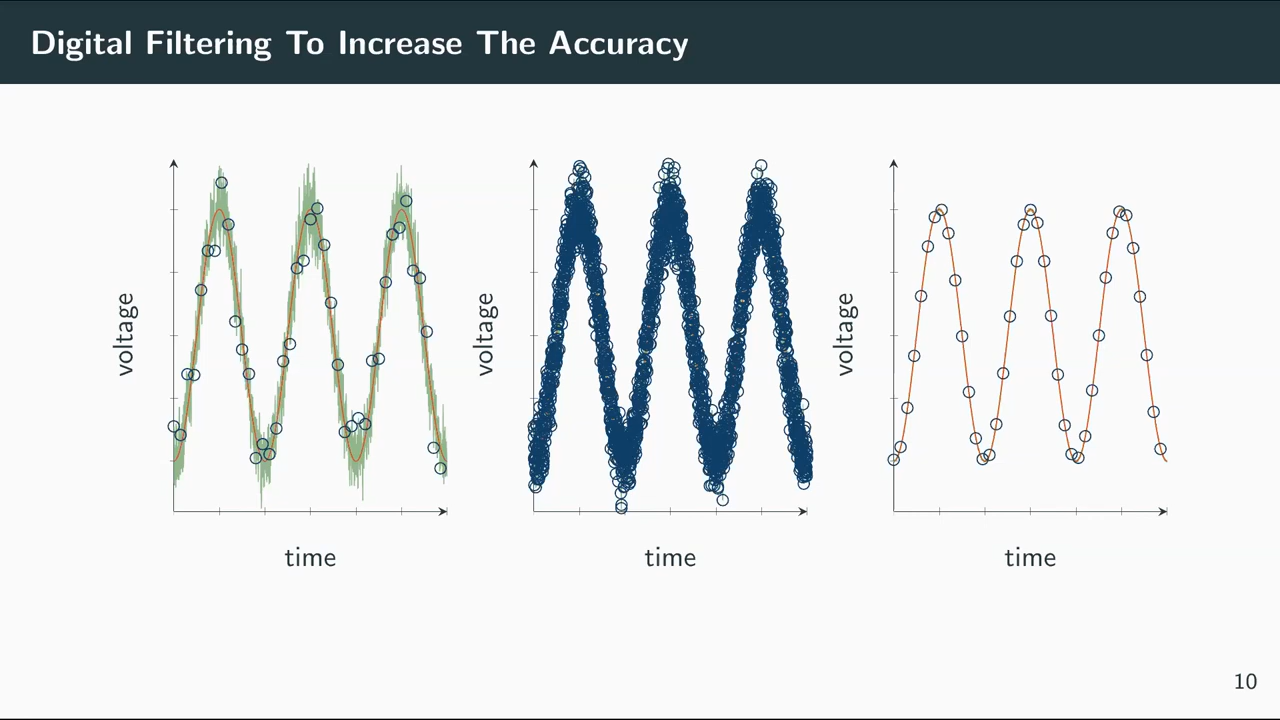 Digital Filtering To Increase The Accuracy
voltage
time
voltage
time
voltage
time
10